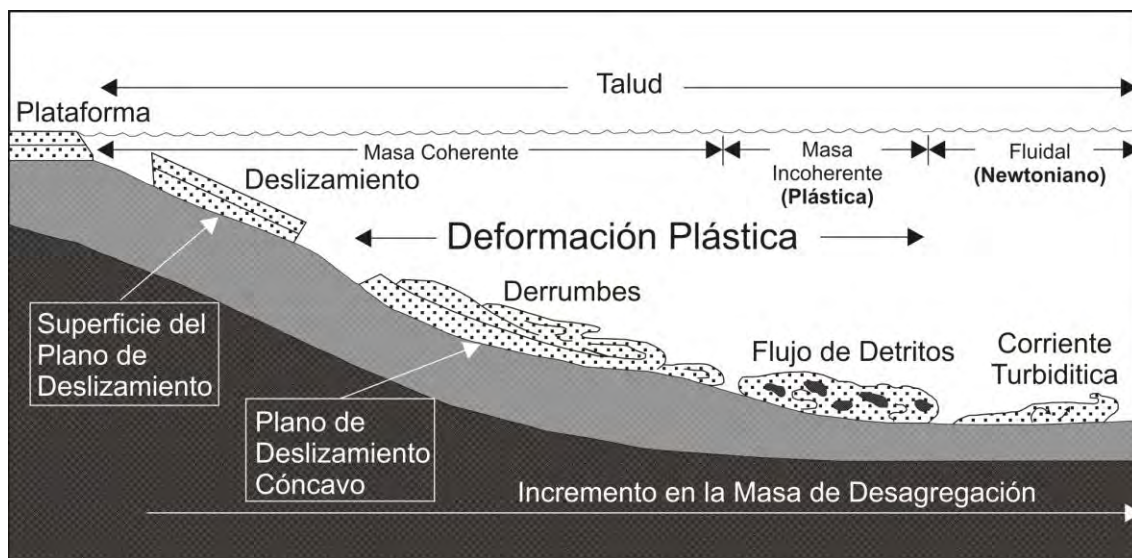 Talud
Plataforma
Masa Coherente
Masa
Incoherente
(Plástica)
Fluidal
(Newtoniano)
Deslizamiento
Deformación Plástica
Derrumbes
Superficie del
Plano de
Deslizamiento
Flujo de Detritos
Corriente
Turbiditica
Plano de
Deslizamiento
Cóncavo
Incremento en la Masa de Desagregación